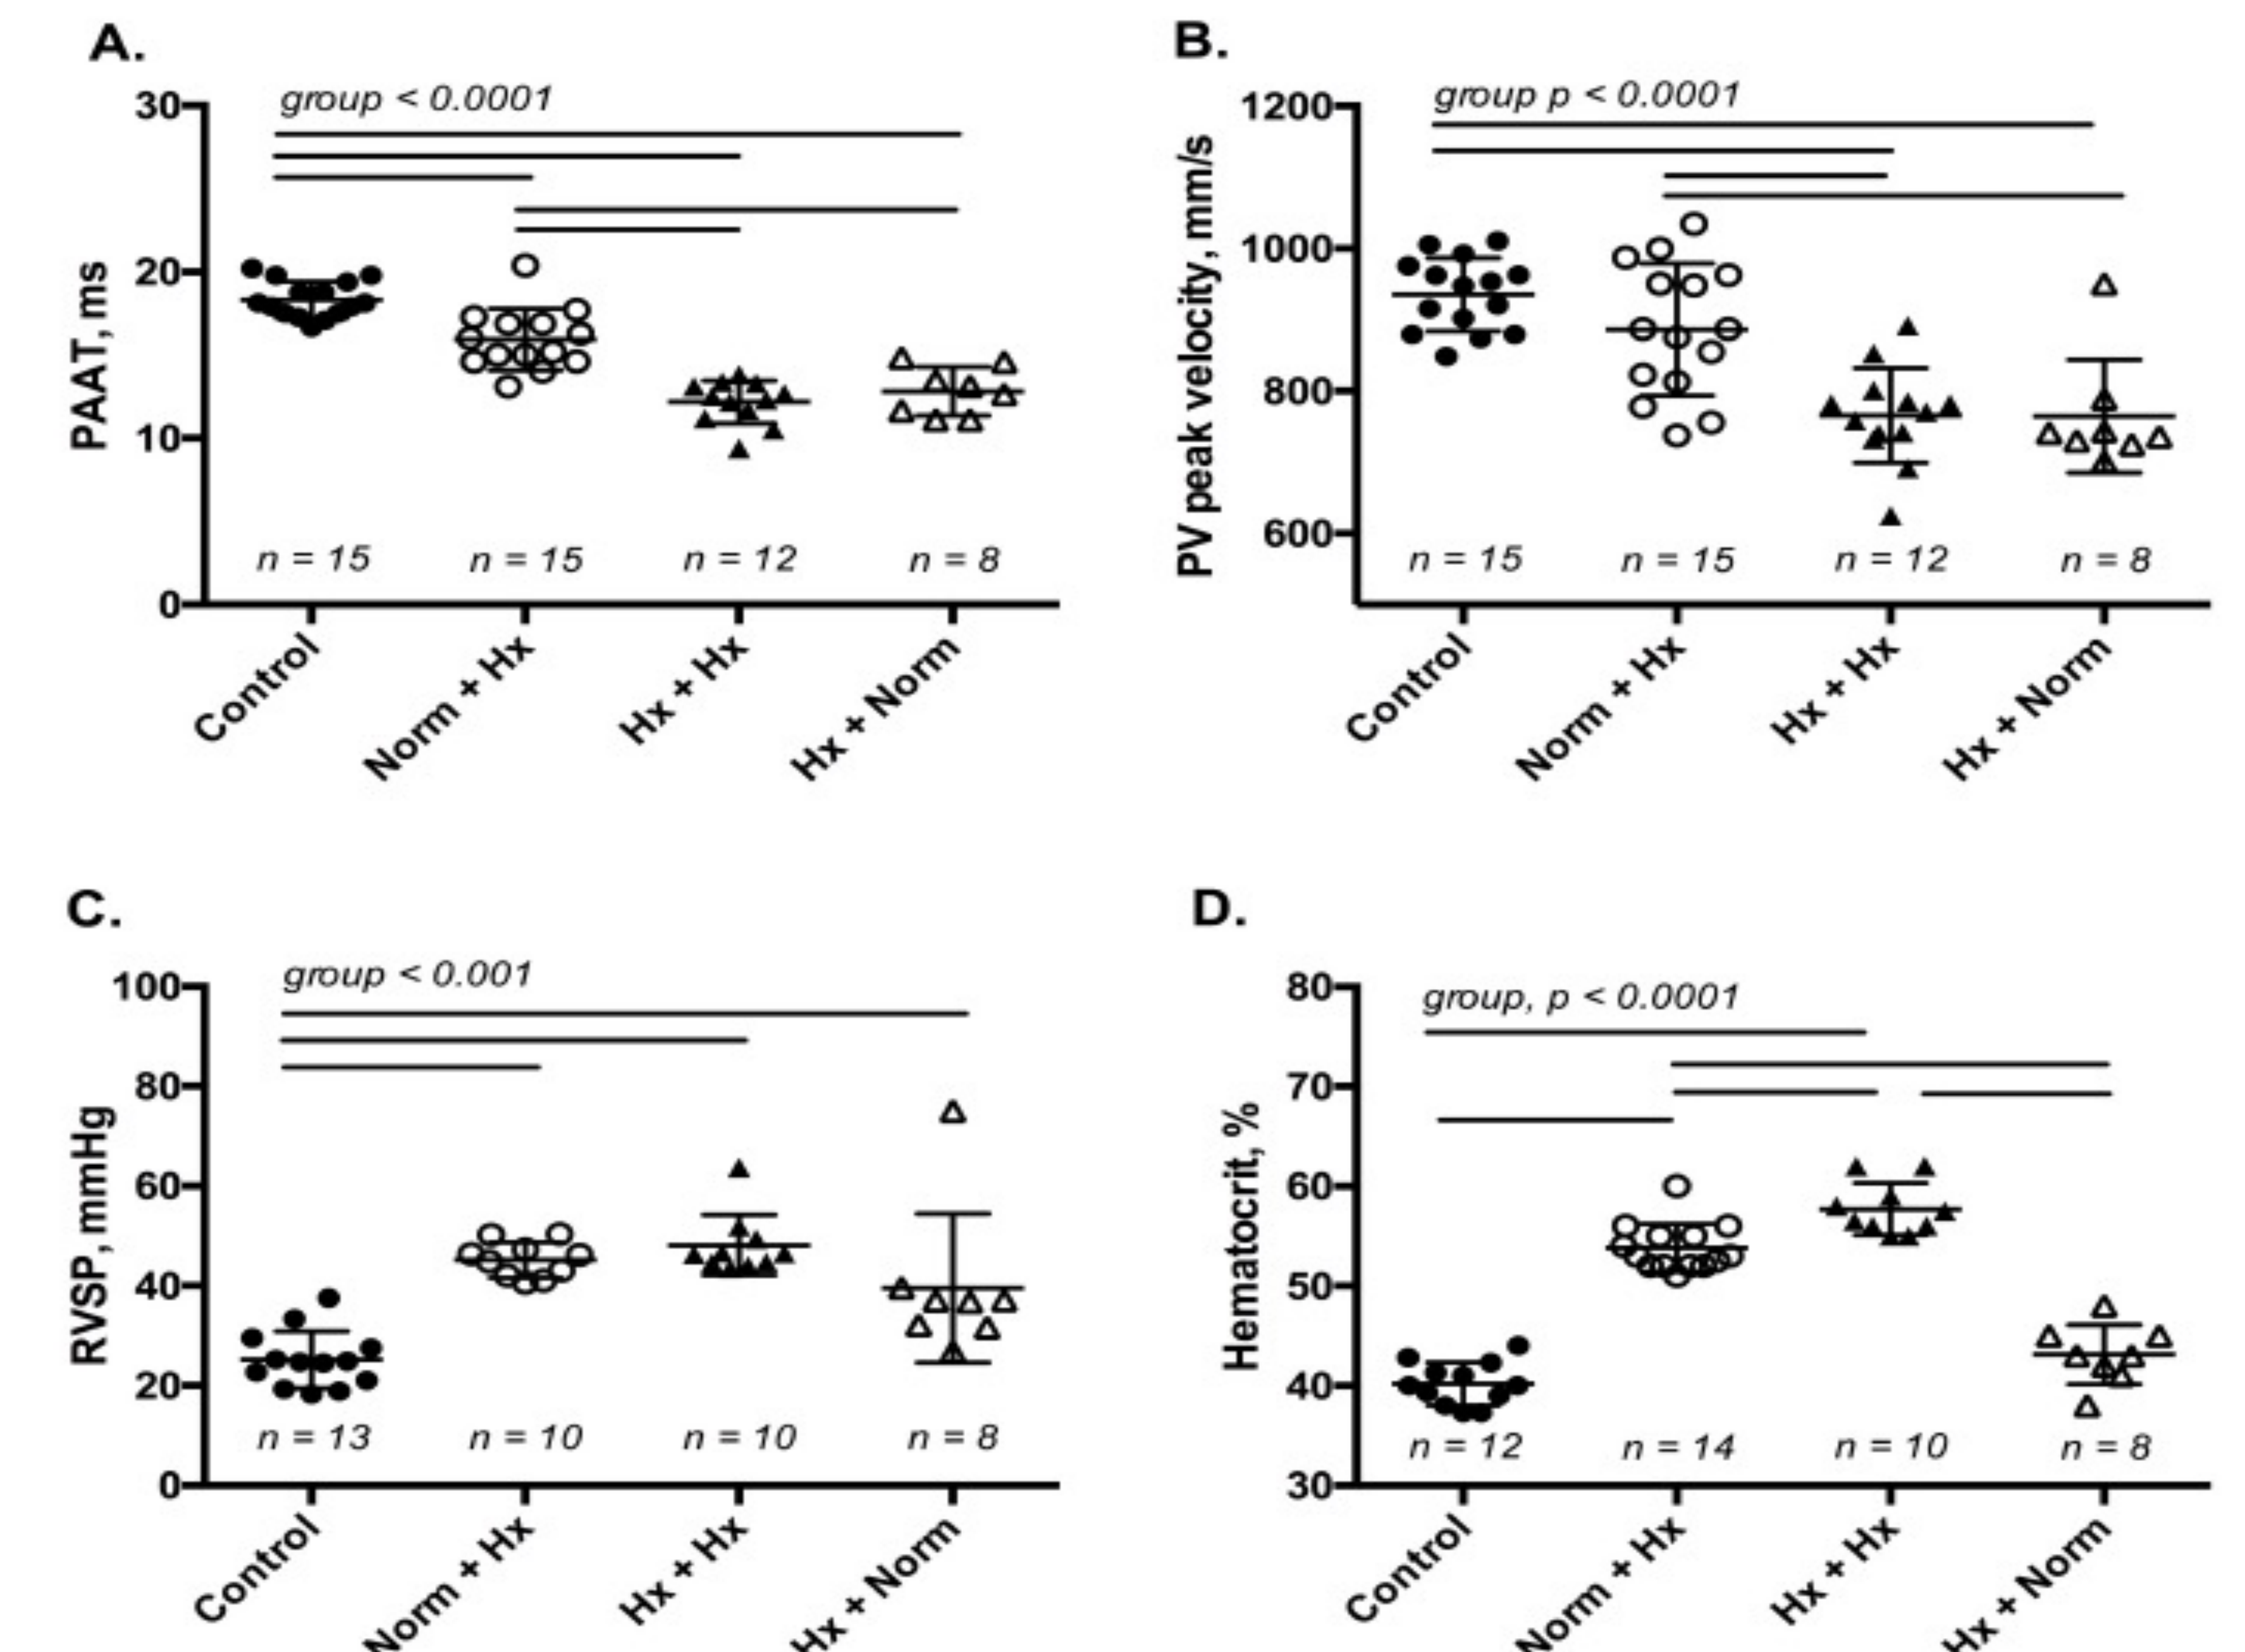 A.
group < 0.0001
PAAT, ms
30
20
10
0
n = 15
n = 15
n = 12
n = 8
Control
Norm + Hx
Hx + Hx
Hx + Norm
B.
group p < 0.0001
PV peak velocity, mm/s
1200
1000
800
600
n = 15
n = 15
n = 12
n = 8
Control
Norm + Hx
Hx + Hx
Hx + Norm
C.
group < 0.001
RVSP, mmHg
100
80
60
40
20
0
n = 13
n = 10
n = 10
n = 8
Control
Norm + Hx
Hx + Hx
Hx + Norm
D.
group, p < 0.0001
Hematocrit, %
80
70
60
50
40
30
n = 12
n = 14
n = 10
n = 8
Control
Norm + Hx
Hx + Hx
Hx + Norm